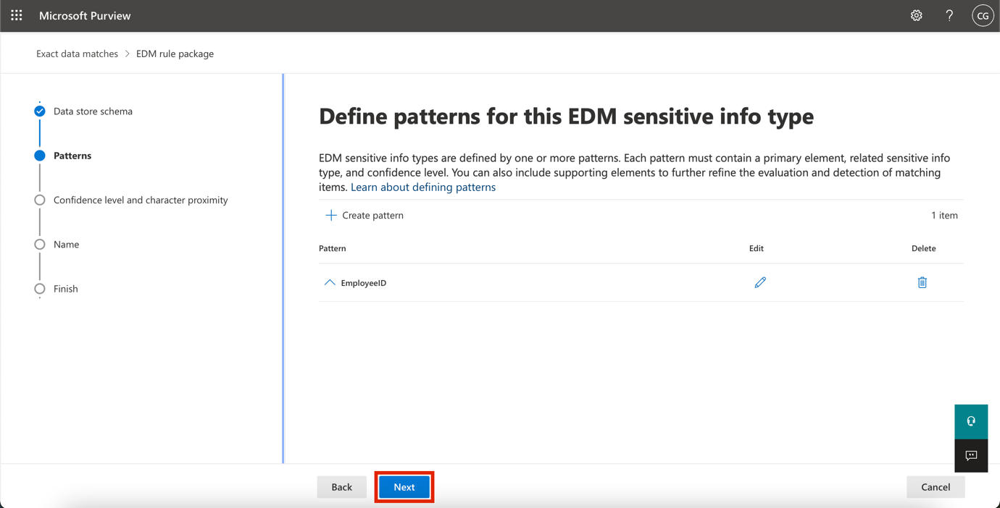 Microsoft Purview
?
CG
Exact data matches > EDM rule package
Data store schema
Patterns
Confidence level and character proximity
Name
Finish
Define patterns for this EDM sensitive info type
EDM sensitive info types are defined by one or more patterns. Each pattern must contain a primary element, related sensitive info
type, and confidence level. You can also include supporting elements to further refine the evaluation and detection of matching
items. Learn about defining patterns
+ Create pattern
1 item
Pattern Edit Delete
EmployeeID
Back Next Cancel